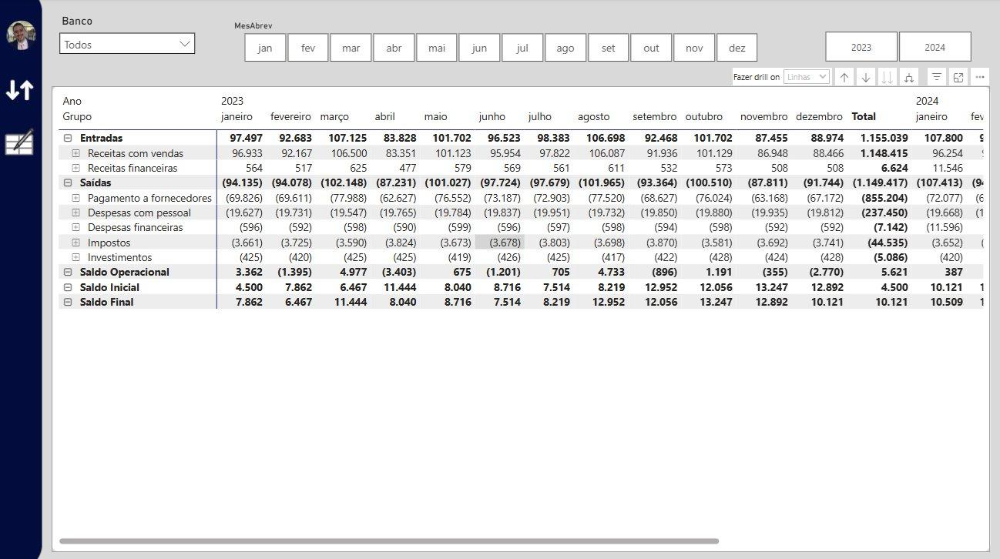 Banco
Todos
MesAbrev
jan fev mar abr mai jun jul ago set out nov dez
2023 2024
Fazer drill on Linhas
Ano 2023 2024
Grupo janeiro fevereiro março abril maio junho julho agosto setembro outubro novembro dezembro Total janeiro fev
Entradas 97.497 92.683 107.125 83.828 101.702 96.523 98.383 106.698 92.468 101.702 87.455 88.974 1.155.039 107.800
Receitas com vendas 96.933 92.167 106.500 83.351 101.123 95.954 97.822 106.087 91.936 101.129 86.948 88.466 1.148.415 96.254
Receitas financeiras 564 517 625 477 579 569 561 611 532 573 508 508 6.624 11.546
Saídas (94.135) (94.078) (102.148) (87.231) (101.027) (97.724) (97.679) (101.965) (93.364) (100.510) (87.811) (91.744) (1.149.417) (107.413)
Pagamento a fornecedores (69.826) (69.611) (77.988) (62.627) (76.552) (73.187) (72.903) (77.520) (68.627) (76.024) (63.168) (67.172) (855.204) (72.077)
Despesas com pessoal (19.627) (19.731) (19.547) (19.765) (19.784) (19.837) (19.951) (19.732) (19.850) (19.880) (19.935) (19.812) (237.450) (19.668)
Despesas financeiras (596) (592) (598) (590) (599) (596) (597) (598) (594) (598) (592) (592) (7.142) (11.596)
Impostos (3.661) (3.725) (3.590) (3.824) (3.673) (3.678) (3.803) (3.698) (3.870) (3.581) (3.692) (3.741) (44.535) (3.652)
Investimentos (425) (420) (425) (425) (419) (426) (425) (417) (422) (428) (424) (428) (5.086) (420)
Saldo Operacional 3.362 (1.395) 4.977 (3.403) 675 (1.201) 705 4.733 (896) 1.191 (355) (2.770) 5.621 387
Saldo Inicial 4.500 7.862 6.467 11.444 8.040 8.716 7.514 8.219 12.952 12.056 13.247 12.892 4.500 10.121
Saldo Final 7.862 6.467 11.444 8.040 8.716 7.514 8.219 12.952 12.056 13.247 12.892 10.121 10.121 10.509